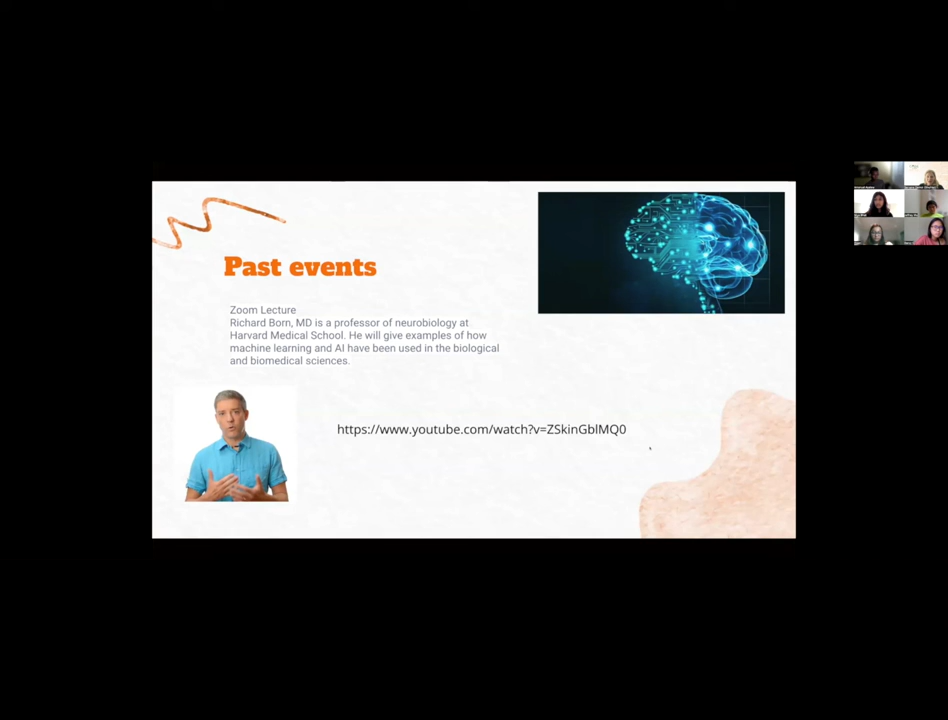 Past events
Zoom Lecture
Richard Born, MD is a professor of neurobiology at
Harvard Medical School. He will give examples of how
machine learning and AI have been used in the biological
and biomedical sciences.
https://www.youtube.com/watch?v=ZSkinGblMQ0